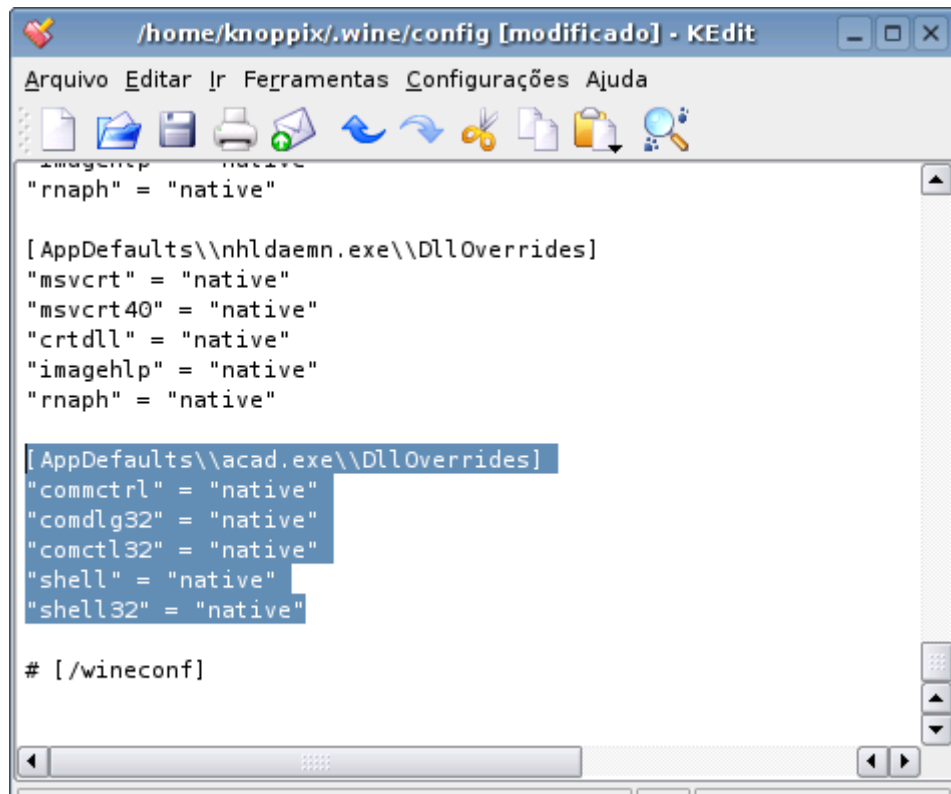 /home/knoppix/.wine/config [modificado] - KEdit
Arquivo Editar Ir Ferramentas Configurações Ajuda
"imagehlp" = "native"
"rnaph" = "native"
[AppDefaults\\nhldaemn.exe\\DllOverrides]
"msvcrt" = "native"
"msvcrt40" = "native"
"crtdll" = "native"
"imagehlp" = "native"
"rnaph" = "native"
[AppDefaults\\acad.exe\\DllOverrides]
"commctrl" = "native"
"comdlg32" = "native"
"comctl32" = "native"
"shell" = "native"
"shell32" = "native"
# [/wineconf]